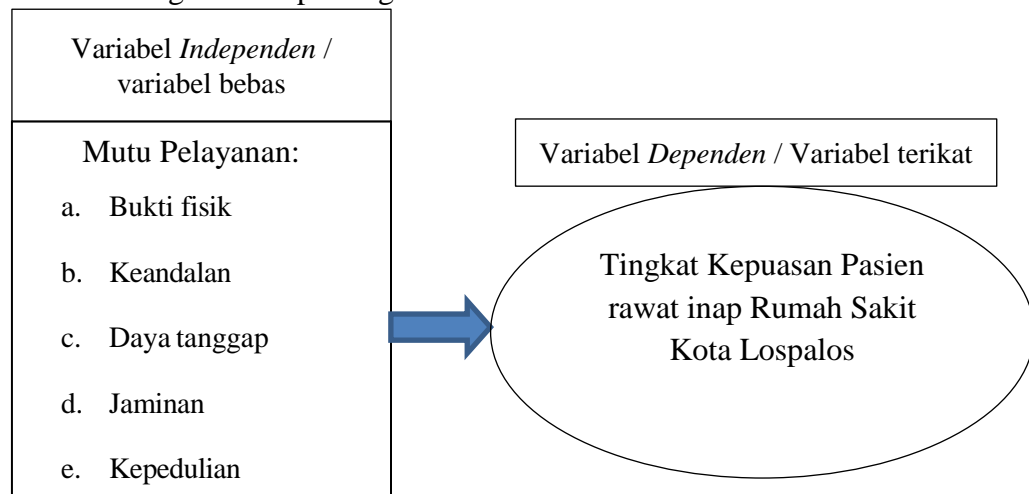 Variabel Independen /
variabel bebas
Mutu Pelayanan:
a. Bukti fisik
b. Keandalan
c. Daya tanggap
d. Jaminan
e. Kepedulian
Variabel Dependen / Variabel terikat
Tingkat Kepuasan Pasien
rawat inap Rumah Sakit
Kota Lospalos